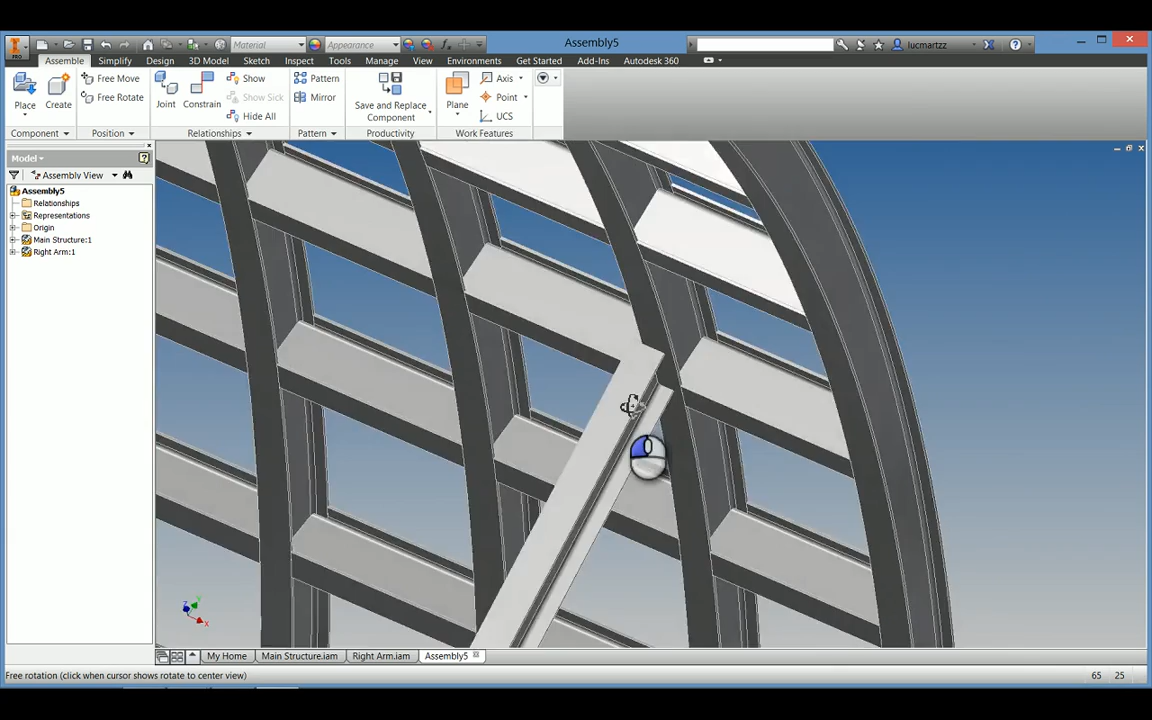 PRO
Material
Appearance
Assembly5
lucmartzz
Assemble Simplify Design 3D Model Sketch Inspect Tools Manage View Environments Get Started Add-Ins Autodesk 360
Place Create Free Move Free Rotate Joint Constrain Show Show Sick Hide All Pattern Mirror Save and Replace Component Plane Axis Point UCS
Component Position Relationships Pattern Productivity Work Features
Model
Assembly View
Assembly5
Relationships
Representations
Origin
Main Structure:1
Right Arm:1
Z Y
X
My Home Main Structure.iam Right Arm.iam Assembly5
Free rotation (click when cursor shows rotate to center view) 65 25